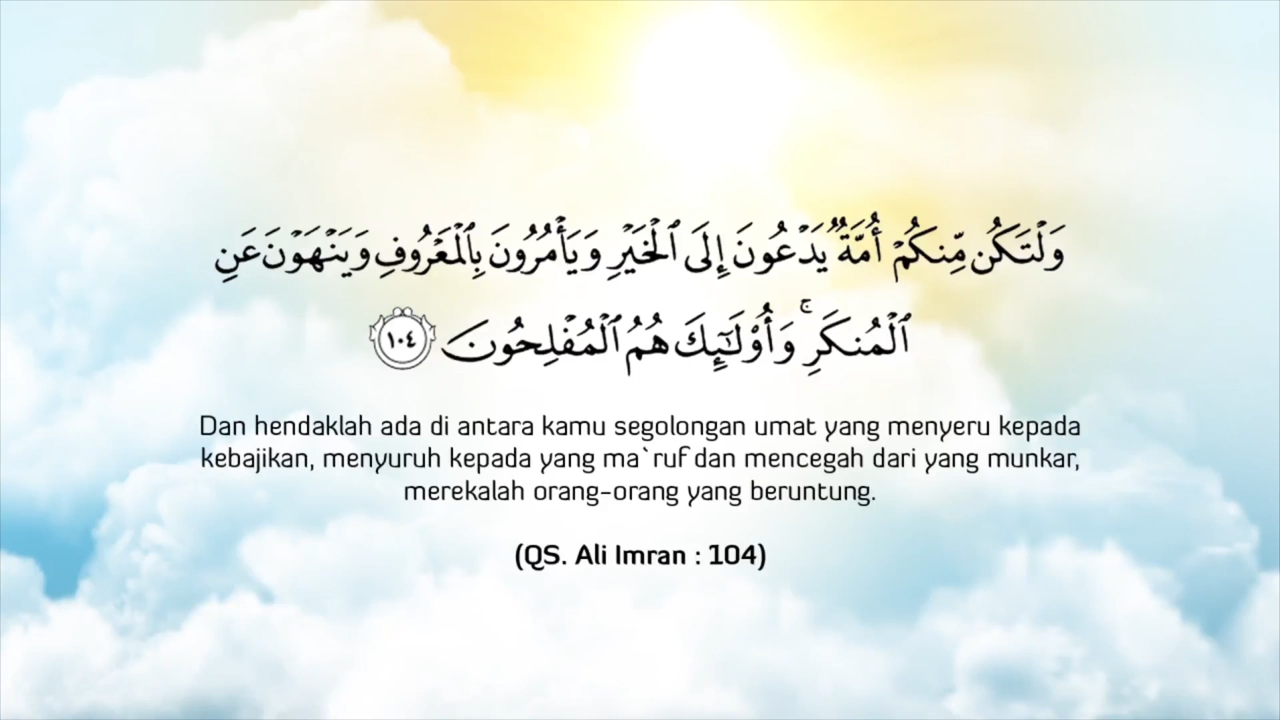 وَلْتَكُن مِّنكُمْ أُمَّةٌ يَدْعُونَ إِلَى ٱلْخَيْرِ وَيَأْمُرُونَ بِٱلْمَعْرُوفِ وَيَنْهَوْنَ عَنِ
ٱلْمُنكَرِ ۚ وَأُو۟لَـٰٓئِكَ هُمُ ٱلْمُفْلِحُونَ ١٠٤
Dan hendaklah ada di antara kamu segolongan umat yang menyeru kepada
kebajikan, menyuruh kepada yang ma`ruf dan mencegah dari yang munkar,
merekalah orang-orang yang beruntung.
(QS. Ali Imran : 104)